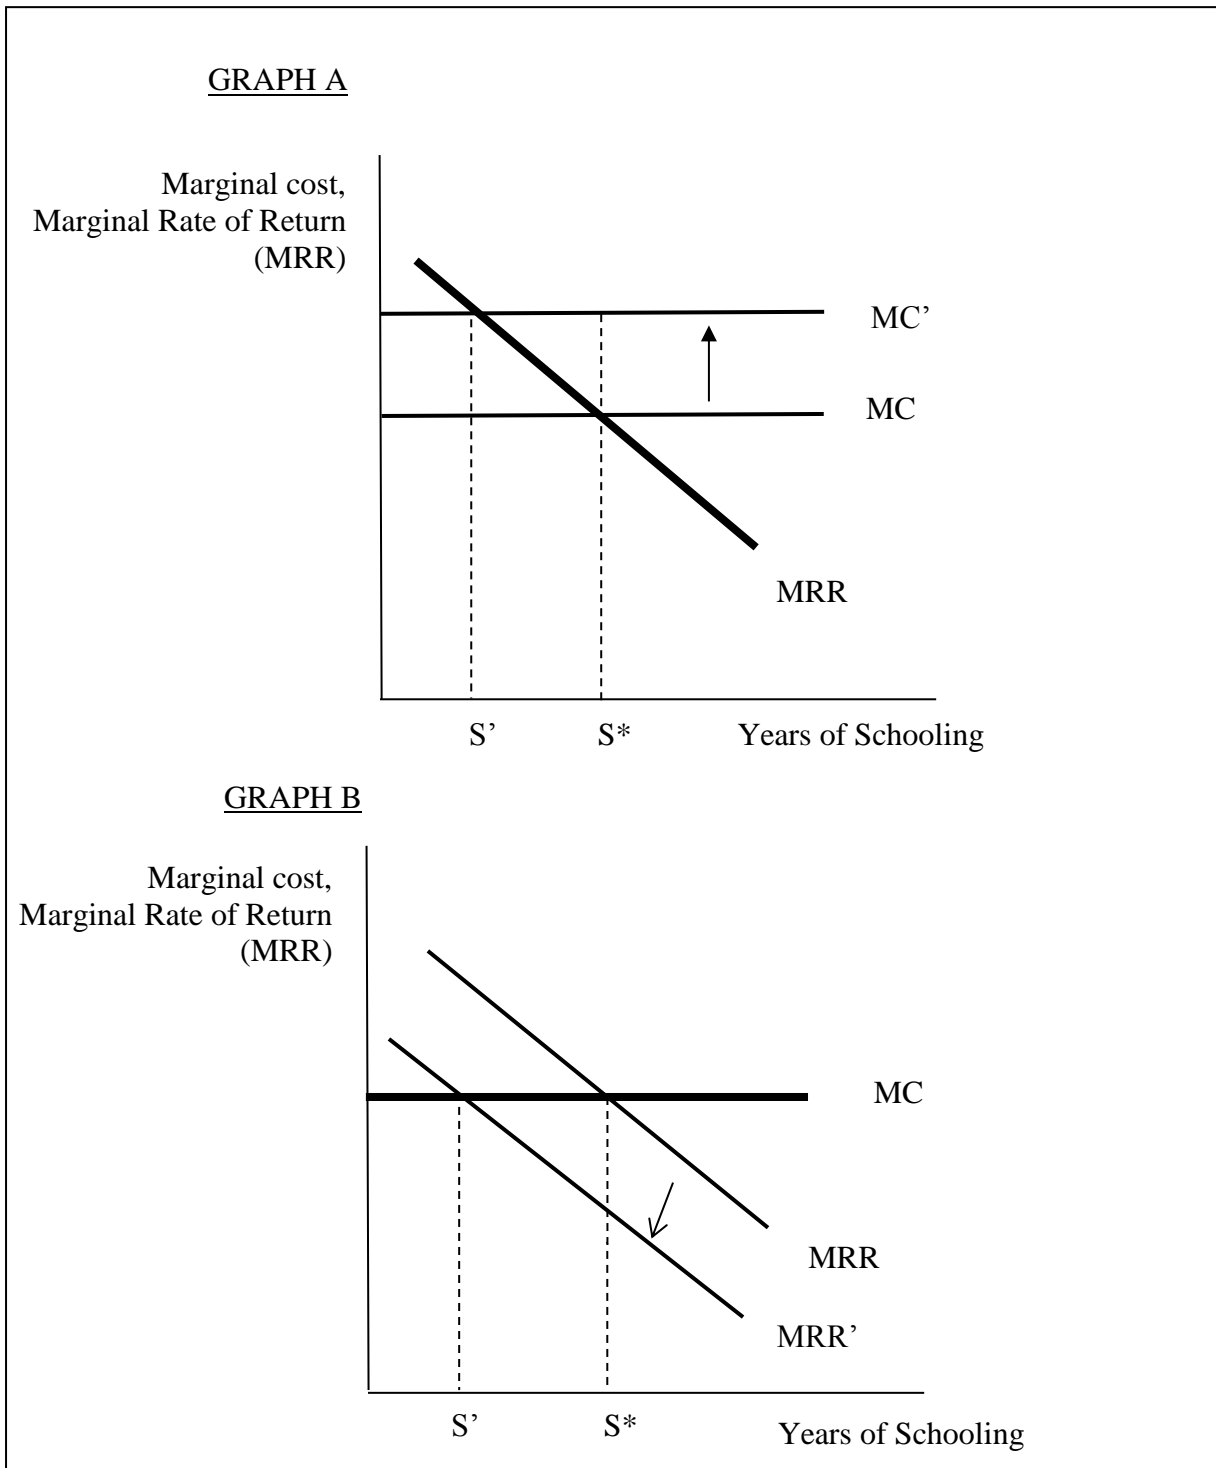 GRAPH A
Marginal cost,
Marginal Rate of Return
(MRR)
MC’
MC
MRR
S’
S*
Years of Schooling
GRAPH B
Marginal cost,
Marginal Rate of Return
(MRR)
MC
MRR
MRR’
S’
S*
Years of Schooling